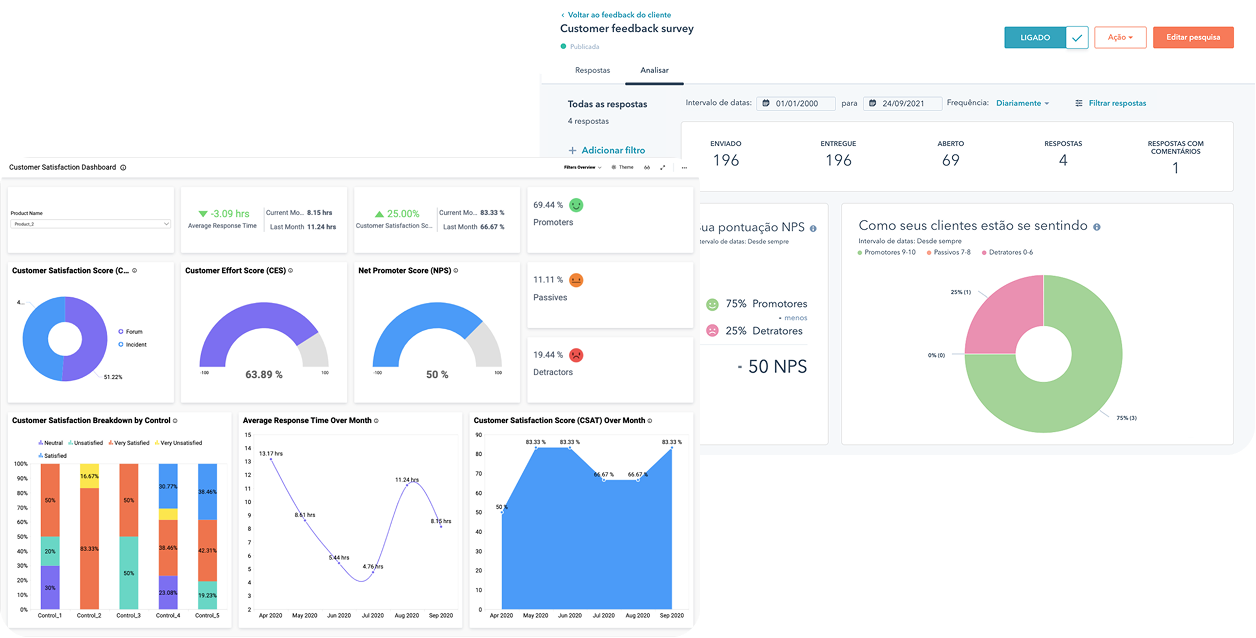 ‹ Voltar ao feedback do cliente
Customer feedback survey
Publicada
LIGADO
Ação
Editar pesquisa
Respostas
Analisar
Todas as respostas
4 respostas
+ Adicionar filtro
Intervalo de datas:
01/01/2000
para
24/09/2021
Frequência:
Diariamente
Filtrar respostas
ENVIADO
196
ENTREGUE
196
ABERTO
69
RESPOSTAS
4
RESPOSTAS COM
COMENTÁRIOS
1
ua pontuação NPS
tervalo de datas: Desde sempre
75% Promotores
- menos
25% Detratores
- 50 NPS
Como seus clientes estão se sentindo
Intervalo de datas: Desde sempre
Promotores 9-10
Passivos 7-8
Detratores 0-6
25% (1)
0% (0)
75% (3)
Customer Satisfaction Dashboard
Filters Overview
Theme
Product Name
Product_2
-3.09 hrs
Average Response Time
Current Mo... 8.15 hrs
Last Month 11.24 hrs
25.00%
Customer Satisfaction Sc...
Current Mo... 83.33 %
Last Month 66.67 %
69.44 %
Promoters
Customer Satisfaction Score (C...
4...
51.22%
Forum
Incident
Customer Effort Score (CES)
-100
100
63.89 %
Net Promoter Score (NPS)
-100
100
50 %
11.11 %
Passives
19.44 %
Detractors
Customer Satisfaction Breakdown by Control
Neutral
Unsatisfied
Very Satisfied
Very Unsatisfied
Satisfied
100%
90%
80%
70%
60%
50%
40%
30%
20%
10%
0%
50%
20%
30%
16.67%
83.33%
50%
50%
30.77%
38.46%
23.08%
38.46%
42.31%
19.23%
Control_1
Control_2
Control_3
Control_4
Control_5
Average Response Time Over Month
15
14
13
12
11
10
9
8
7
6
5
4
3
2
13.17 hrs
8.61 hrs
5.44 hrs
4.76 hrs
11.24 hrs
8.15 hrs
Apr 2020
May 2020
Jun 2020
Jul 2020
Aug 2020
Sep 2020
Customer Satisfaction Score (CSAT) Over Month
90
80
70
60
50
40
30
20
10
0
50 %
83.33 %
83.33 %
66.67 %
66.67 %
83.33 %
Apr 2020
May 2020
Jun 2020
Jul 2020
Aug 2020
Sep 2020